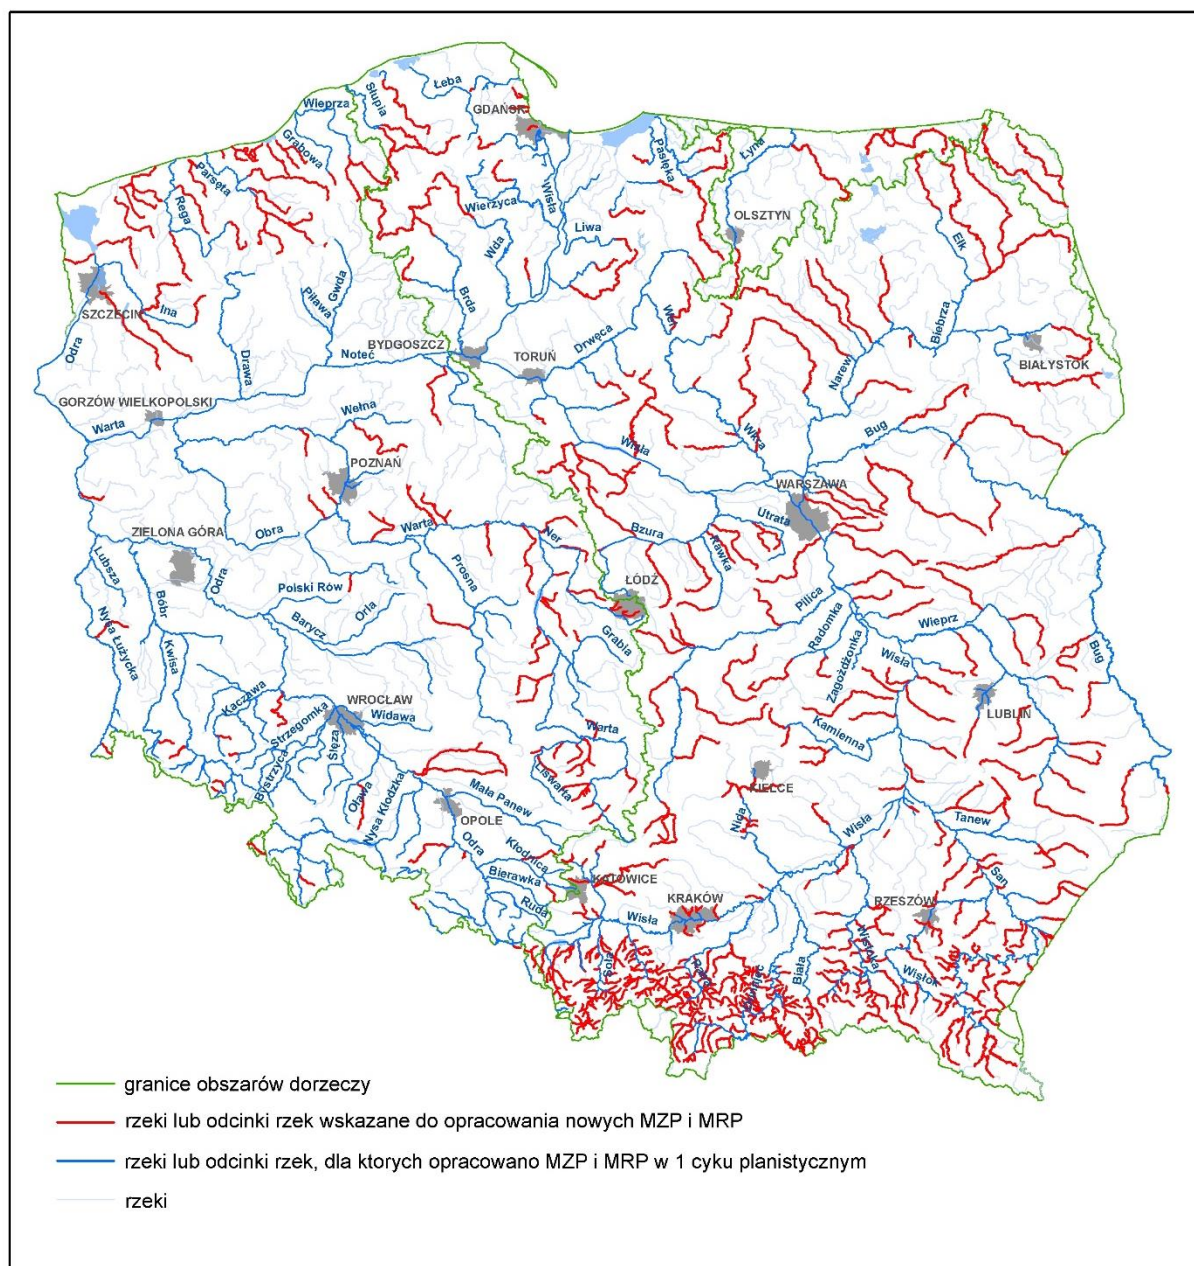 Łeba
Słupia
Wieprza
GDAŃSK
Grabowa
Parsęta
Rega
Pasłęka
Łyna
Wierzyca
Wisła
Liwa
OLSZTYN
Wda
Ełk
Gwda
Piława
Brda
SZCZECIN
Ina
Odra
Drawa
BYDGOSZCZ
Noteć
TORUŃ
Drwęca
Wel
Narew
Biebrza
BIAŁYSTOK
GORZÓW WIELKOPOLSKI
Warta
Wełna
POZNAŃ
Wisła
Wkra
Bug
WARSZAWA
Utrata
Bzura
Rawka
ZIELONA GÓRA
Obra
Warta
Ner
Lubsza
Nysa Łużycka
Bóbr
Kwisa
Odra
Polski Rów
Orla
Barycz
Prosna
ŁÓDŹ
Grabia
Pilica
Radomka
Zagożdżonka
Wieprz
Wisła
Bug
LUBLIN
Kaczawa
Strzegomka
WROCŁAW
Widawa
Ślęza
Bystrzyca
Oława
Nysa Kłodzka
Warta
Liswarta
Kamienna
KIELCE
Nida
Mała Panew
OPOLE
Odra
Kłodnica
Bierawka
Ruda
KATOWICE
Wisła
KRAKÓW
Wisła
Tanew
San
RZESZÓW
Soła
Raba
Dunajec
Biała
Wisłoka
Wisłok
granice obszarów dorzeczy
rzeki lub odcinki rzek wskazane do opracowania nowych MZP i MRP
rzeki lub odcinki rzek, dla ktorych opracowano MZP i MRP w 1 cyku planistycznym
rzeki